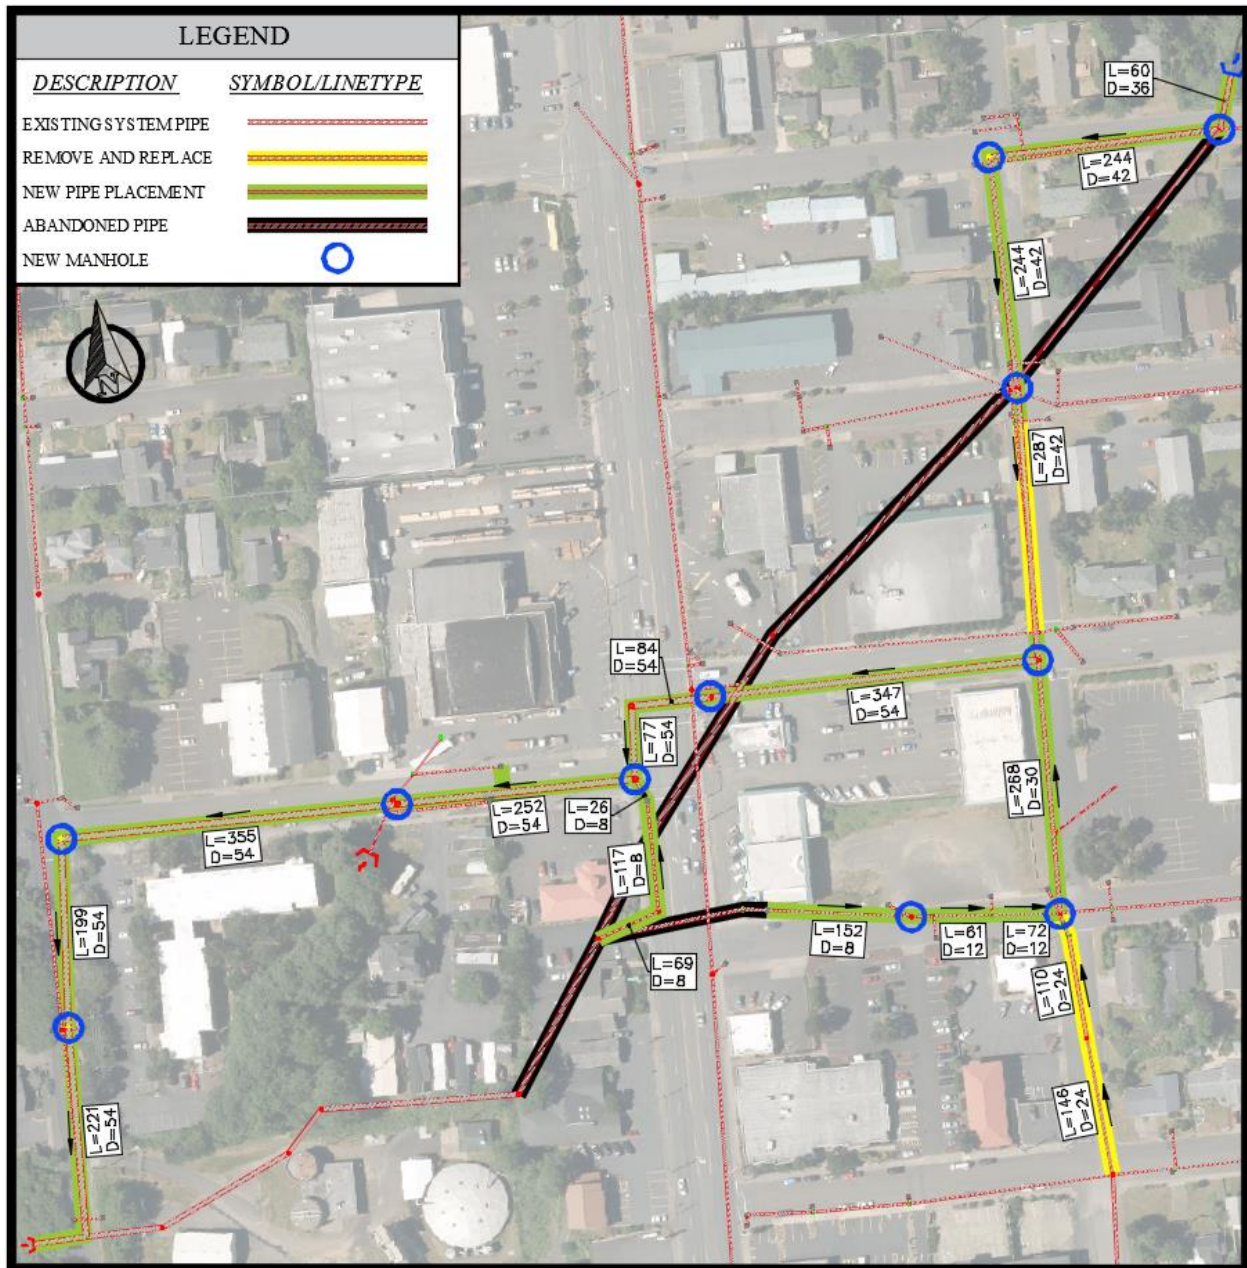 LEGEND
DESCRIPTION SYMBOL/LINETYPE
EXISTING SYSTEM PIPE
REMOVE AND REPLACE
NEW PIPE PLACEMENT
ABANDONED PIPE
NEW MANHOLE
N
L=60
D=36
L=244
D=42
L=244
D=42
L=287
D=42
L=84
D=54
L=347
D=54
L=77
D=54
L=252
D=54
L=26
D=8
L=355
D=54
L=268
D=30
L=117
D=8
L=199
D=54
L=152
D=8
L=61
D=12
L=72
D=12
L=69
D=8
L=110
D=24
L=146
D=24
L=221
D=54